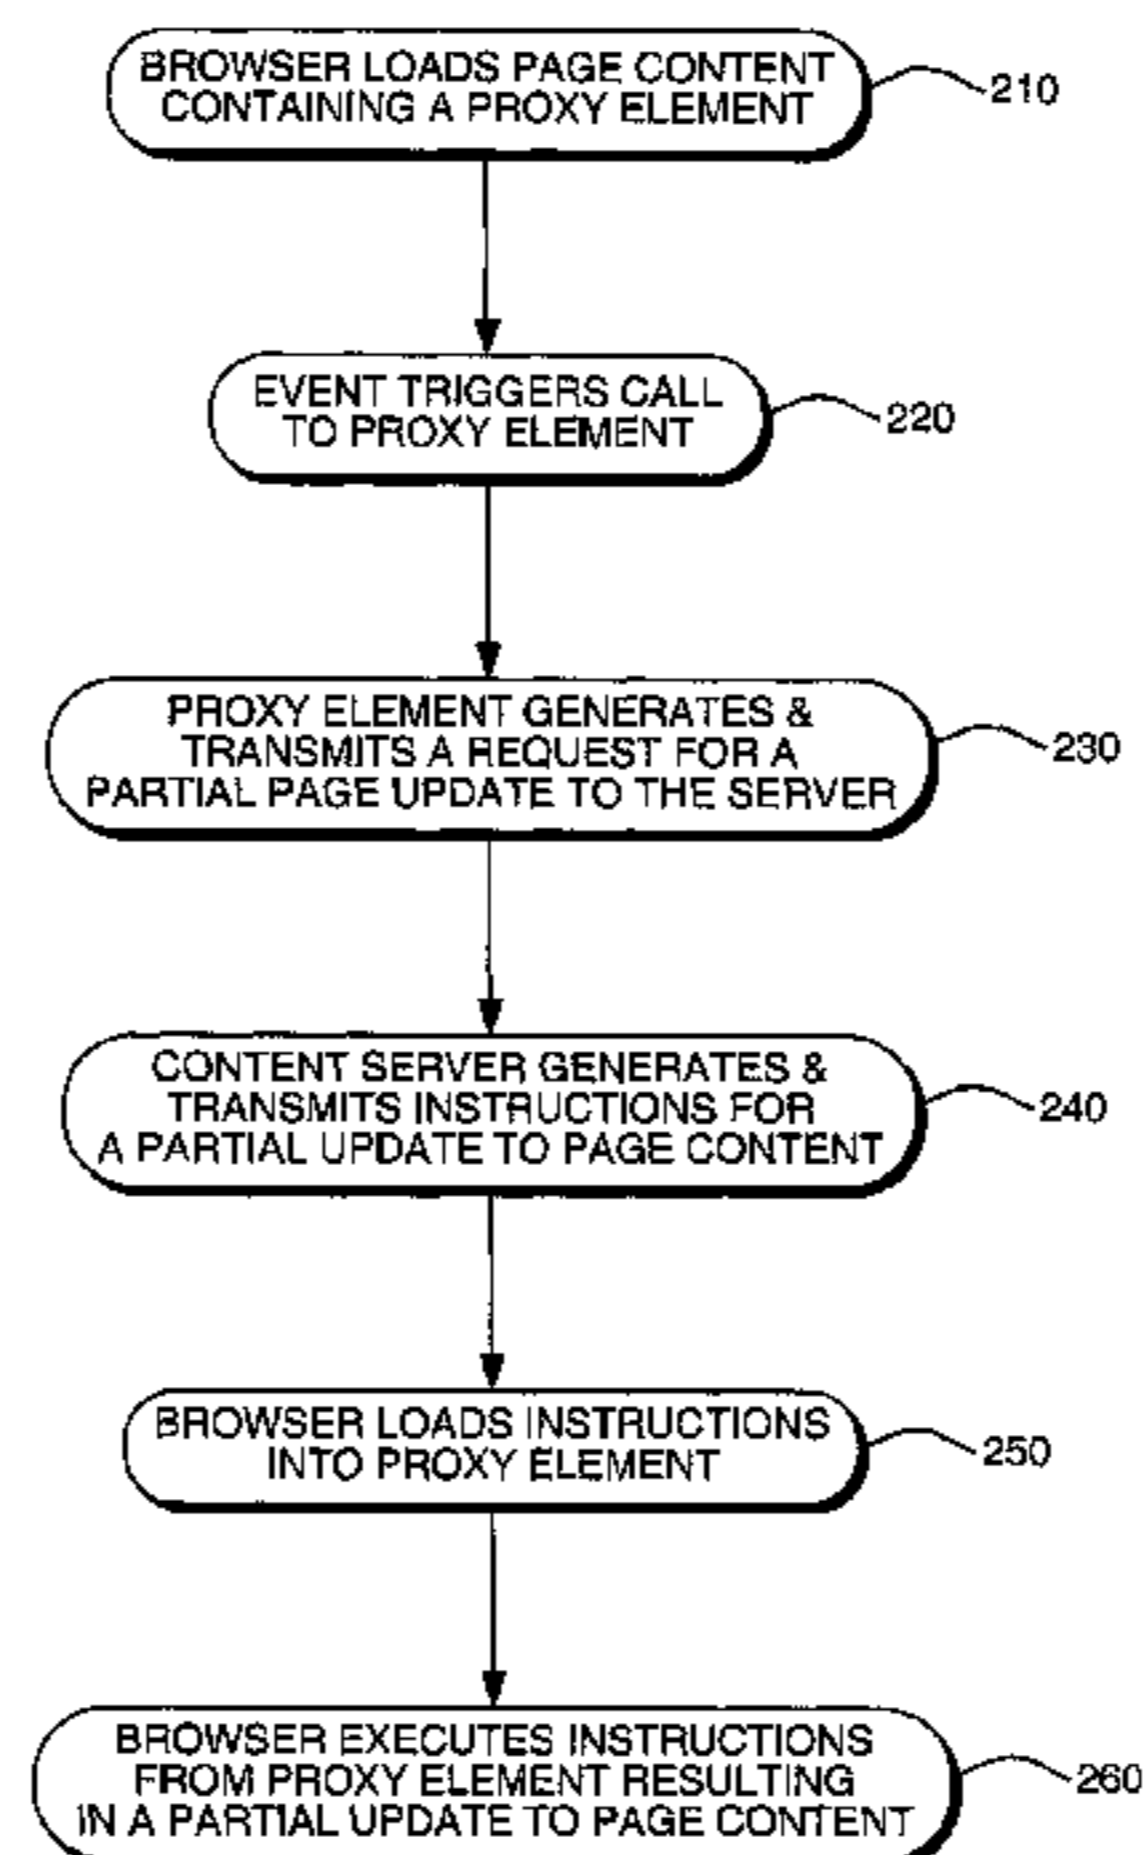 BROWSER LOADS PAGE CONTENT
CONTAINING A PROXY ELEMENT
210
EVENT TRIGGERS CALL
TO PROXY ELEMENT
220
PROXY ELEMENT GENERATES &
TRANSMITS A REQUEST FOR A
PARTIAL PAGE UPDATE TO THE SERVER
230
CONTENT SERVER GENERATES &
TRANSMITS INSTRUCTIONS FOR
A PARTIAL UPDATE TO PAGE CONTENT
240
BROWSER LOADS INSTRUCTIONS
INTO PROXY ELEMENT
250
BROWSER EXECUTES INSTRUCTIONS
FROM PROXY ELEMENT RESULTING
IN A PARTIAL UPDATE TO PAGE CONTENT
260